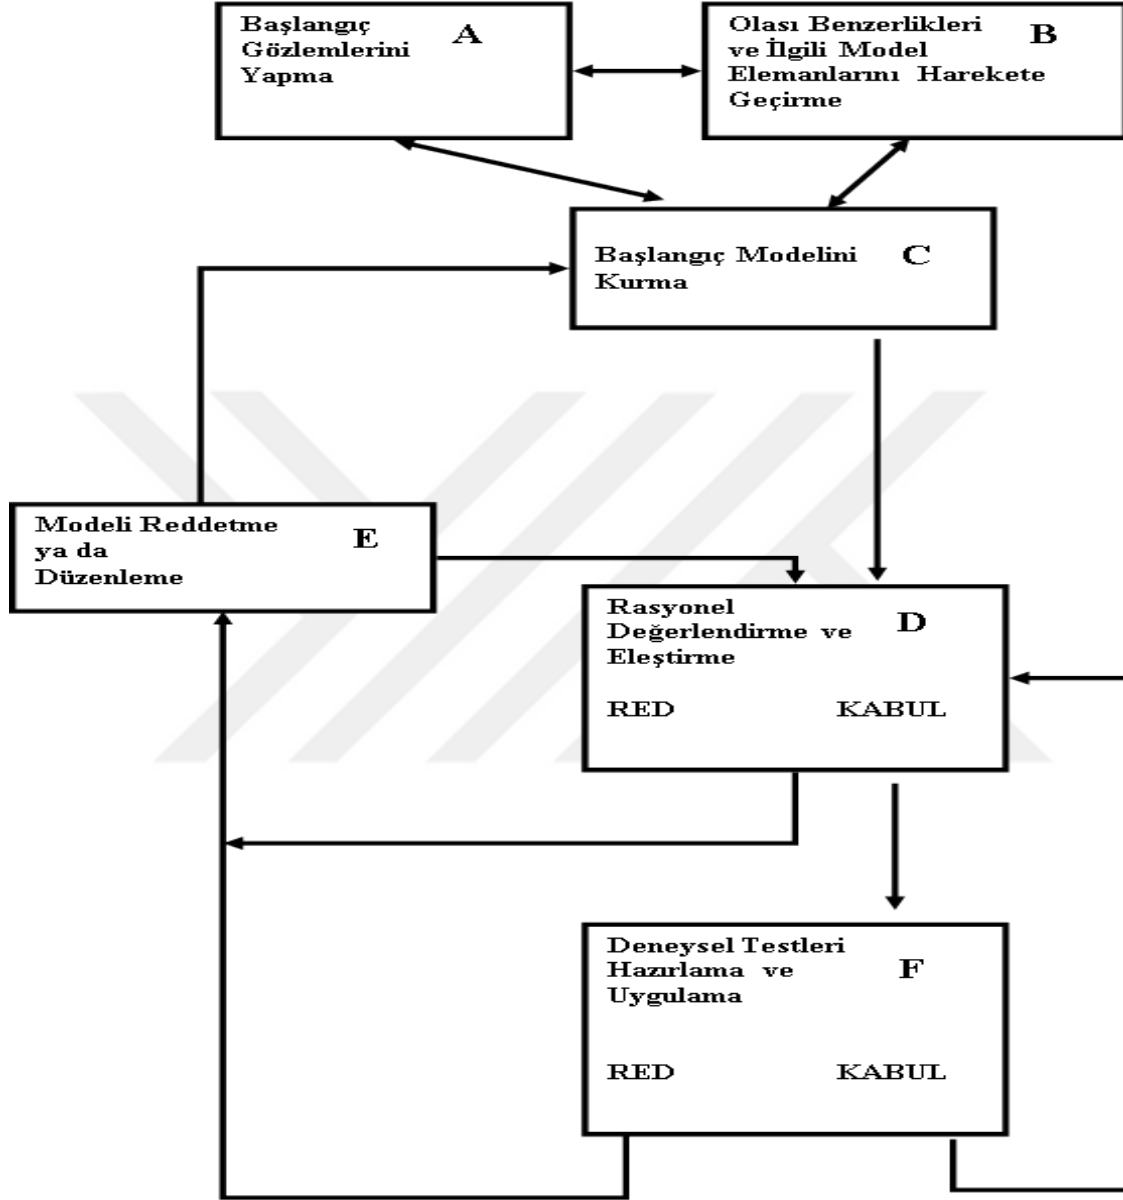 Başlangıç
Gözlemlerini
Yapma
A
Olası Benzerlikleri
ve İlgili Model
Elemanlarını Harekete
Geçirme
B
Başlangıç Modelini
Kurma
C
Modeli Reddetme
ya da
Düzenleme
E
Rasyonel
Değerlendirme ve
Eleştirme
D
RED KABUL
Deneysel Testleri
Hazırlama ve
Uygulama
F
RED KABUL